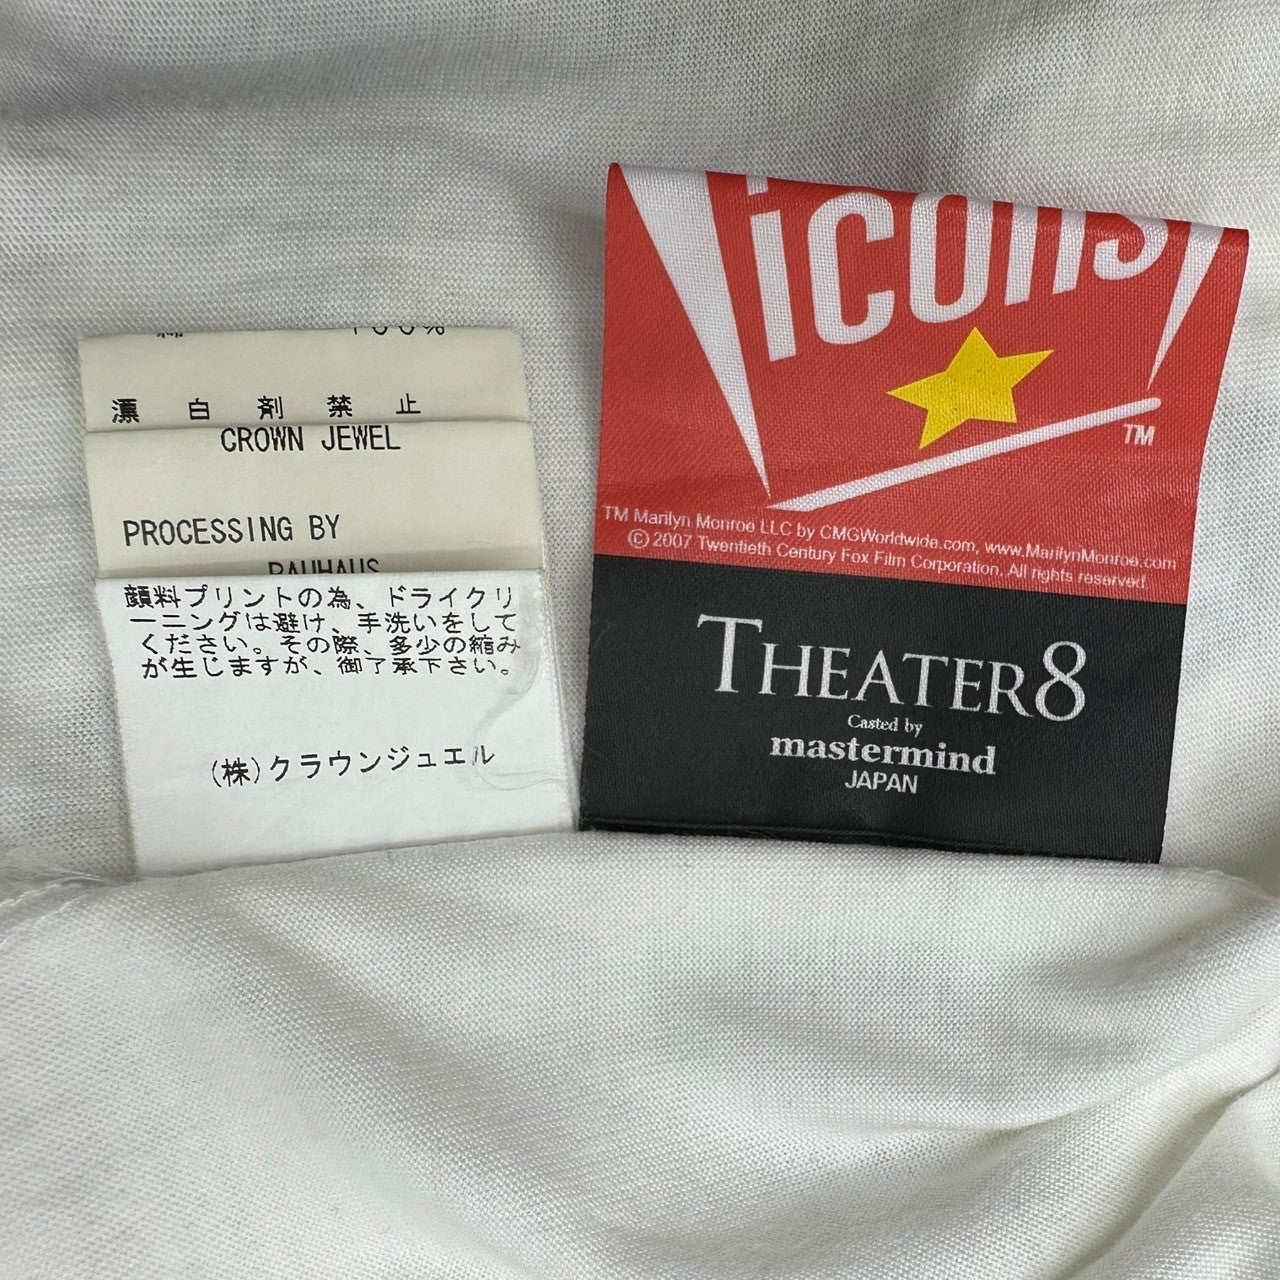 100%
漂白剤禁止
CROWN JEWEL
PROCESSING BY
BAUHAUS
顔料プリントの為、ドライクリ
ーニングは避け、手洗いをして
ください。その際、多少の縮み
が生じますが、御了承下さい。
(株)クラウンジュエル
icons
TM
TM Marilyn Monroe LLC by CMGWorldwide.com, www.MarilynMonroe.com
© 2007 Twentieth Century Fox Film Corporation. All rights reserved.
THEATER8
Casted by
mastermind
JAPAN